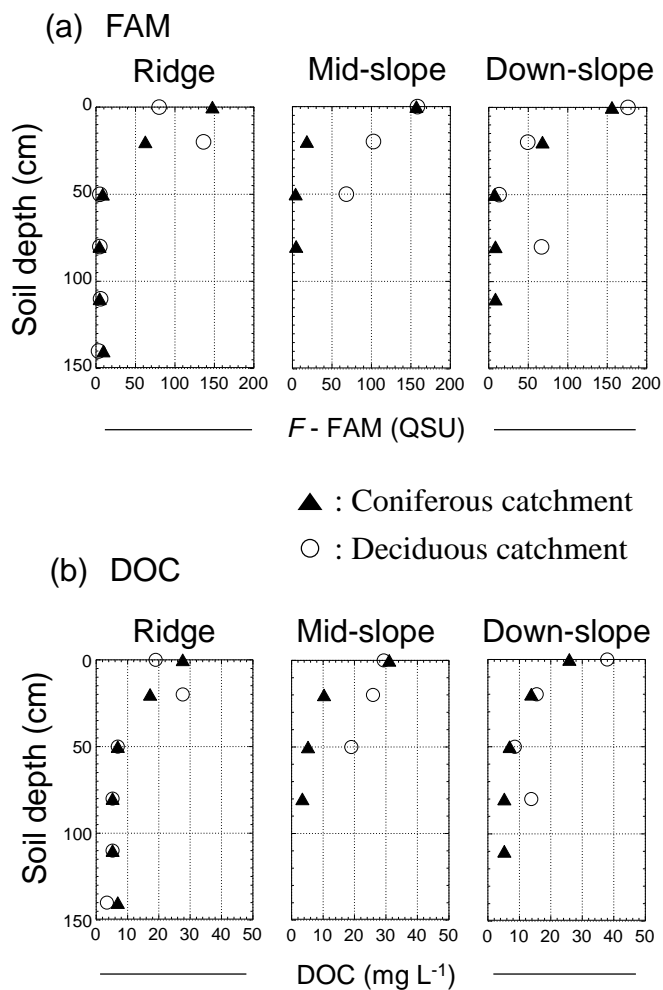 (a) FAM
Ridge Mid-slope Down-slope
Soil depth (cm)
0
50
100
150
0 50 100 150 200 0 50 100 150 200 0 50 100 150 200
F - FAM (QSU)
▲ : Coniferous catchment
○ : Deciduous catchment
(b) DOC
Ridge Mid-slope Down-slope
Soil depth (cm)
0
50
100
150
0 10 20 30 40 50 0 10 20 30 40 50 0 10 20 30 40 50
DOC (mg L⁻¹)